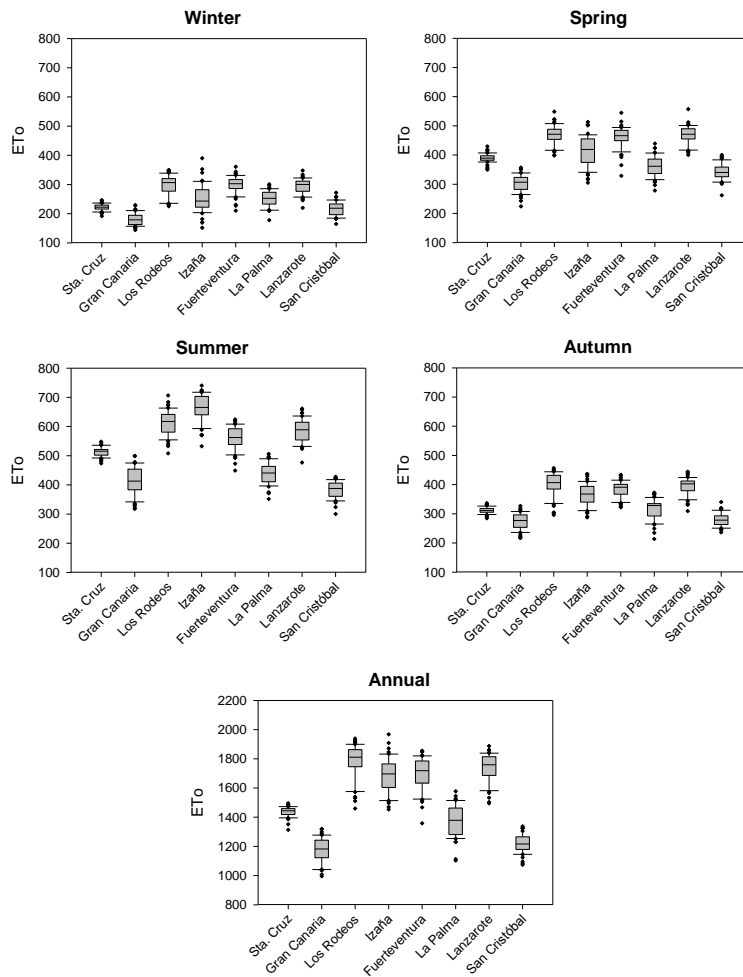 Winter
800
700
600
500
400
300
200
100
ETo
Sta. Cruz
Gran Canaria
Los Rodeos
Izaña
Fuerteventura
La Palma
Lanzarote
San Cristóbal
Spring
800
700
600
500
400
300
200
100
ETo
Sta. Cruz
Gran Canaria
Los Rodeos
Izaña
Fuerteventura
La Palma
Lanzarote
San Cristóbal
Summer
800
700
600
500
400
300
200
100
ETo
Sta. Cruz
Gran Canaria
Los Rodeos
Izaña
Fuerteventura
La Palma
Lanzarote
San Cristóbal
Autumn
800
700
600
500
400
300
200
100
ETo
Sta. Cruz
Gran Canaria
Los Rodeos
Izaña
Fuerteventura
La Palma
Lanzarote
San Cristóbal
Annual
2200
2000
1800
1600
1400
1200
1000
800
ETo
Sta. Cruz
Gran Canaria
Los Rodeos
Izaña
Fuerteventura
La Palma
Lanzarote
San Cristóbal